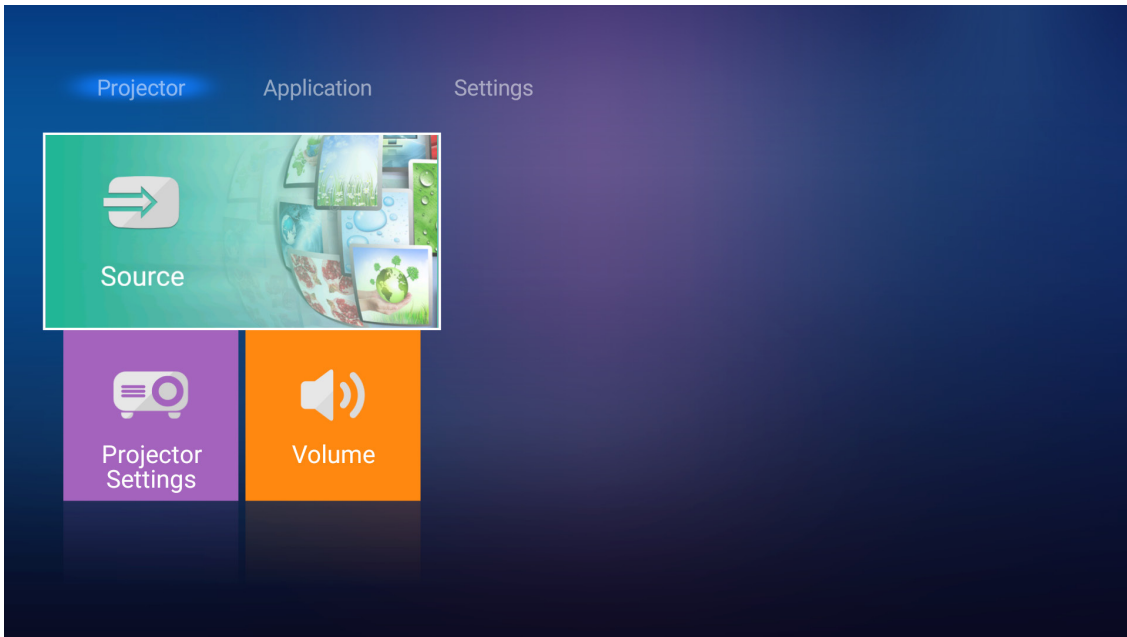 Projector
Application
Settings
Source
Projector
Settings
Volume